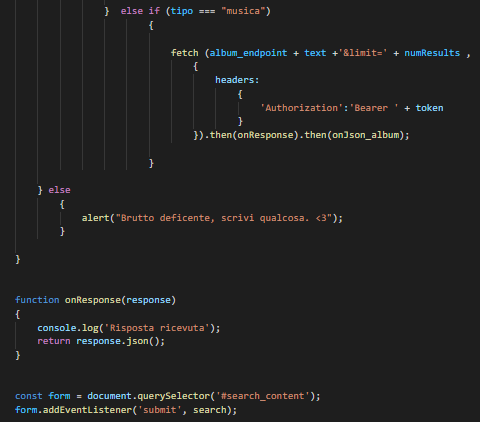 }  else if (tipo === "musica")
{
fetch (album_endpoint + text +'&limit=' + numResults ,
{
headers:
{
'Authorization':'Bearer ' + token
}
}).then(onResponse).then(onJson_album);
}
} else
{
alert("Brutto deficente, scrivi qualcosa. <3");
}
}
function onResponse(response)
{
console.log('Risposta ricevuta');
return response.json();
}
const form = document.querySelector('#search_content');
form.addEventListener('submit', search);